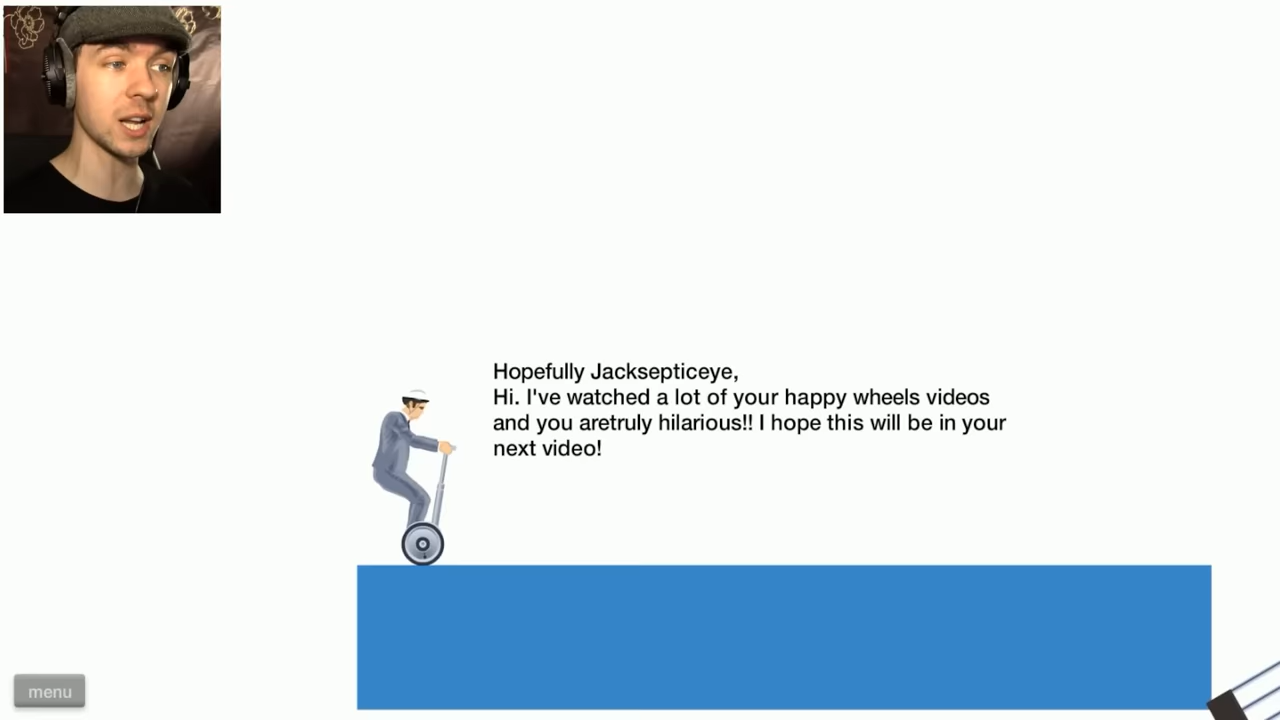 Hopefully Jacksepticeye,
Hi. I've watched a lot of your happy wheels videos
and you aretruly hilarious!! I hope this will be in your
next video!
menu